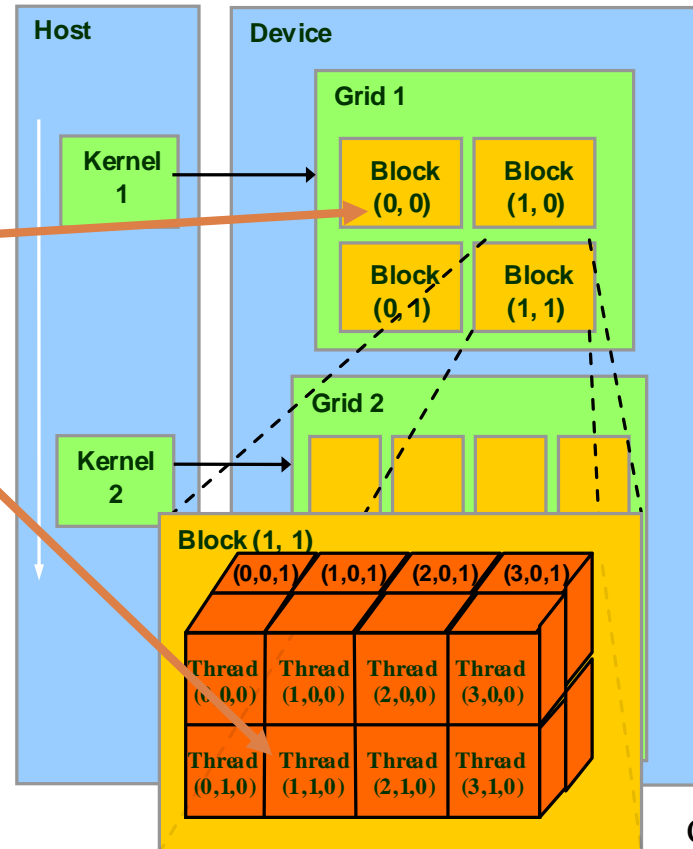 Host
Device
Grid 1
Kernel
1
Block
(0, 0)
Block
(1, 0)
Block
(0, 1)
Block
(1, 1)
Grid 2
Kernel
2
Block (1, 1)
(0,0,1)
(1,0,1)
(2,0,1)
(3,0,1)
Thread
(0,0,0)
Thread
(1,0,0)
Thread
(2,0,0)
Thread
(3,0,0)
Thread
(0,1,0)
Thread
(1,1,0)
Thread
(2,1,0)
Thread
(3,1,0)